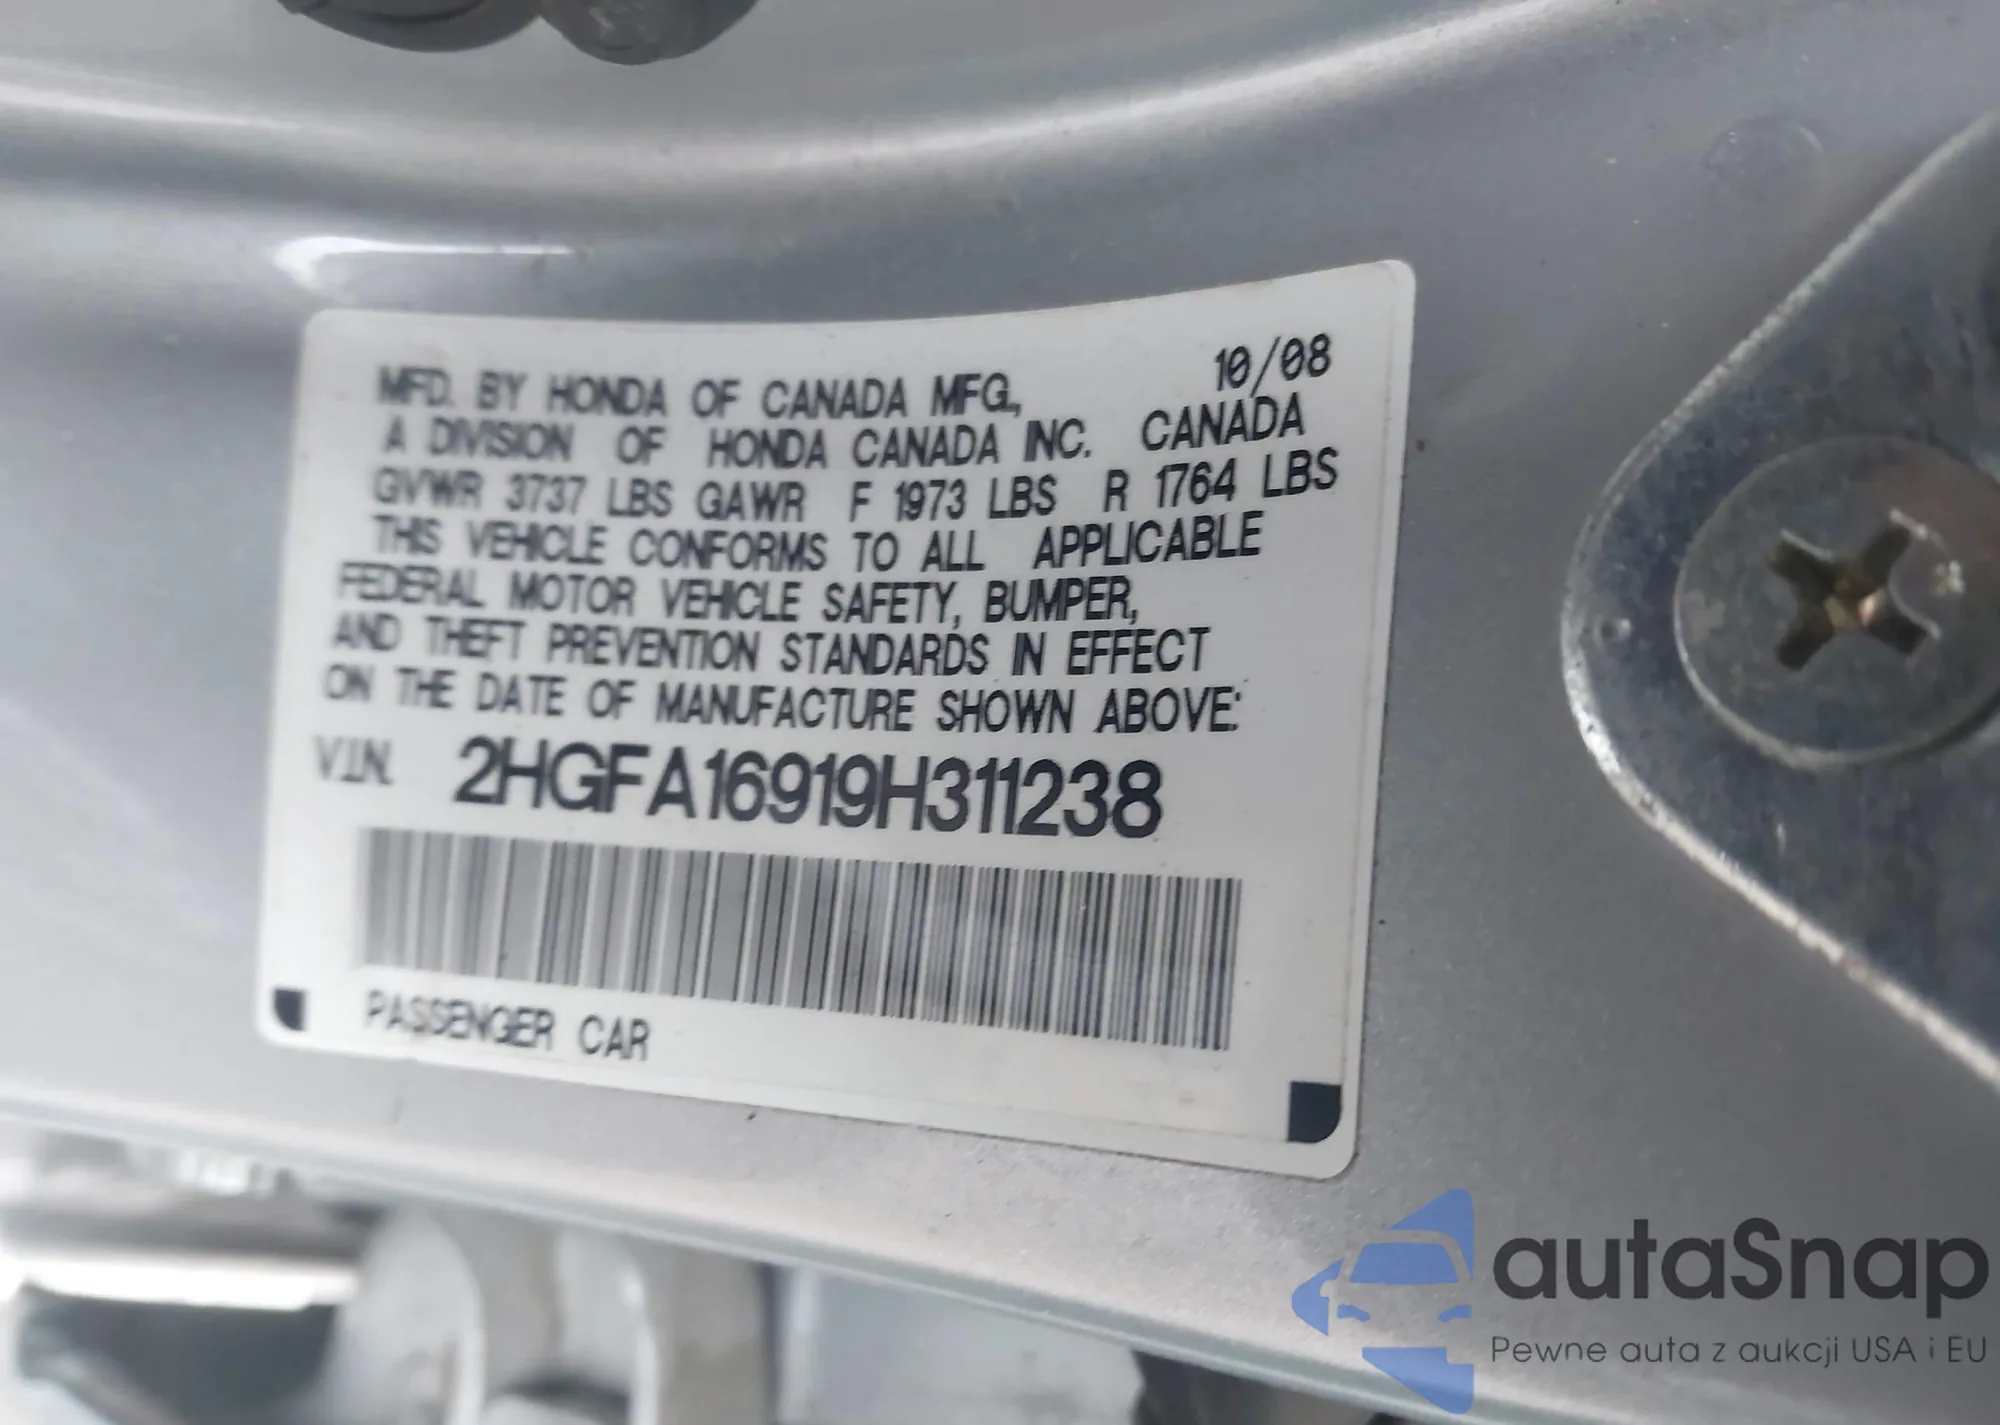 MFD. BY HONDA OF CANADA MFG., 10/08
A DIVISION OF HONDA CANADA INC. CANADA
GVWR 3737 LBS GAWR F 1973 LBS R 1764 LBS
THIS VEHICLE CONFORMS TO ALL APPLICABLE
FEDERAL MOTOR VEHICLE SAFETY, BUMPER,
AND THEFT PREVENTION STANDARDS IN EFFECT
ON THE DATE OF MANUFACTURE SHOWN ABOVE:
V.I.N. 2HGFA16919H311238
PASSENGER CAR
autaSnap
Pewne auta z aukcji USA i EU